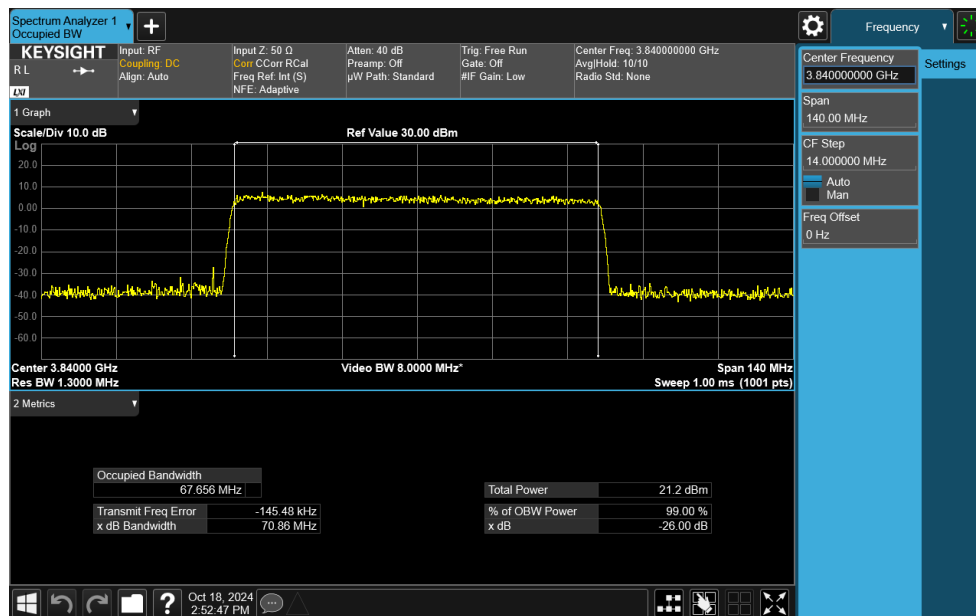 Spectrum Analyzer 1
Occupied BW
+
Frequency
KEYSIGHT
R L
LXI
Input: RF
Coupling: DC
Align: Auto
Input Z: 50 Ω
Corr CCorr RCal
Freq Ref: Int (S)
NFE: Adaptive
Atten: 40 dB
Preamp: Off
µW Path: Standard
Trig: Free Run
Gate: Off
#IF Gain: Low
Center Freq: 3.840000000 GHz
Avg|Hold: 10/10
Radio Std: None
Center Frequency
3.840000000 GHz
Settings
Span
140.00 MHz
CF Step
14.000000 MHz
Auto
Man
Freq Offset
0 Hz
1 Graph
Scale/Div 10.0 dB
Ref Value 30.00 dBm
Log
20.0
10.0
0.00
-10.0
-20.0
-30.0
-40.0
-50.0
-60.0
Center 3.84000 GHz
Video BW 8.0000 MHz*
Span 140 MHz
Res BW 1.3000 MHz
Sweep 1.00 ms (1001 pts)
2 Metrics
Occupied Bandwidth
67.656 MHz
Total Power 21.2 dBm
Transmit Freq Error -145.48 kHz
% of OBW Power 99.00 %
x dB Bandwidth 70.86 MHz
x dB -26.00 dB
?
Oct 18, 2024
2:52:47 PM